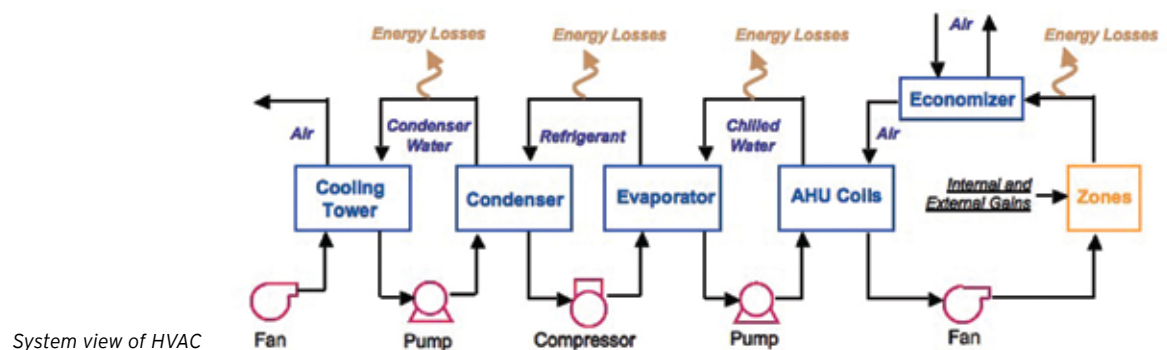 Energy Losses
Energy Losses
Energy Losses
Air
Energy Losses
Economizer
Air
Condenser
Water
Refrigerant
Chilled
Water
Air
Cooling
Tower
Condenser
Evaporator
AHU Coils
Internal and
External Gains
Zones
System view of HVAC
Fan
Pump
Compressor
Pump
Fan